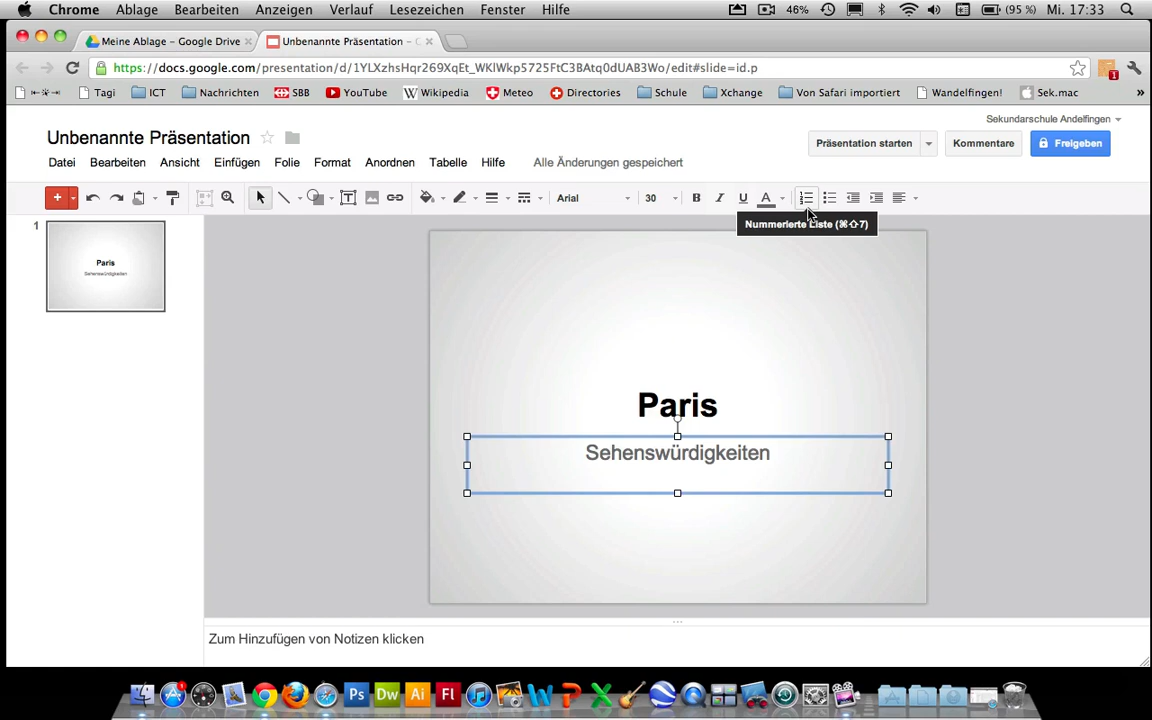 Chrome Ablage Bearbeiten Anzeigen Verlauf Lesezeichen Fenster Hilfe 46% (95 %) Mi. 17:33
Meine Ablage – Google Drive Unbenannte Präsentation –
https://docs.google.com/presentation/d/1YLXzhsHqr269XqEt_WKlWkp5725FtC3BAtq0dUAB3Wo/edit#slide=id.p
Tagi ICT Nachrichten SBB YouTube Wikipedia Meteo Directories Schule Xchange Von Safari importiert Wandelfingen! Sek.mac »
Sekundarschule Andelfingen
Unbenannte Präsentation
Präsentation starten Kommentare Freigeben
Datei Bearbeiten Ansicht Einfügen Folie Format Anordnen Tabelle Hilfe Alle Änderungen gespeichert
Arial 30 B I U A
Nummerierte Liste (⌘⇧7)
1
Paris
Sehenswürdigkeiten
Paris
Sehenswürdigkeiten
Zum Hinzufügen von Notizen klicken
Ps Dw Ai Fl